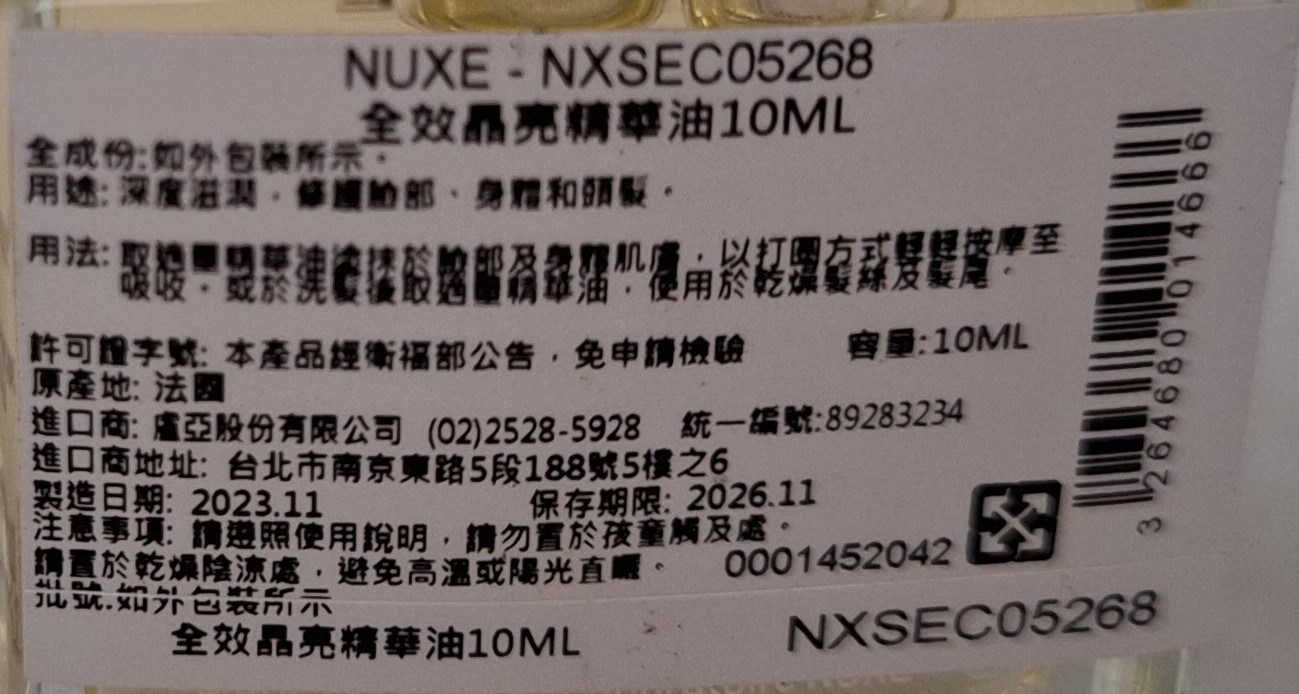 NUXE - NXSEC05268
全效晶亮精華油10ML
全成份:如外包裝所示。
用途: 深度滋潤，修護臉部、身體和頭髮。
用法: 取適量精華油塗抹於臉部及身體肌膚，以打圈方式輕輕按摩至
吸收。或於洗髮後取適量精華油，使用於乾燥髮絲及髮尾。
許可證字號: 本產品經衛福部公告，免申請檢驗 容量:10ML
原產地: 法國
進口商: 盧亞股份有限公司 (02)2528-5928 統一編號:89283234
進口商地址: 台北市南京東路5段188號5樓之6
製造日期: 2023.11 保存期限: 2026.11
注意事項: 請遵照使用說明，請勿置於孩童觸及處。
請置於乾燥陰涼處，避免高溫或陽光直曬。 0001452042
批號:如外包裝所示
全效晶亮精華油10ML NXSEC05268
3 264680 014666